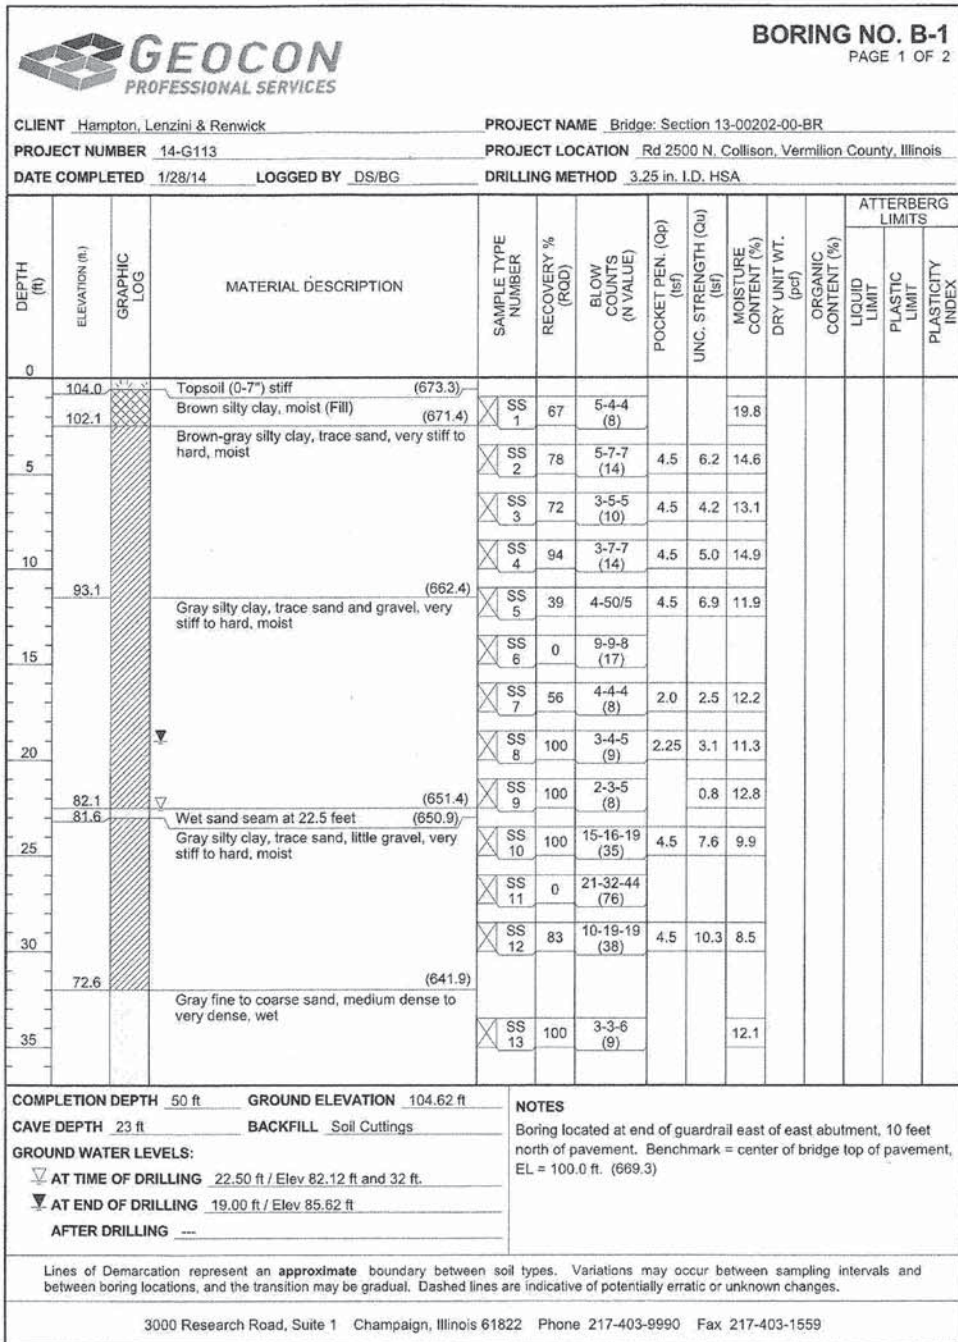 GEOCON
PROFESSIONAL SERVICES
BORING NO. B-1
PAGE 1 OF 2
CLIENT Hampton, Lenzini & Renwick PROJECT NAME Bridge: Section 13-00202-00-BR
PROJECT NUMBER 14-G113 PROJECT LOCATION Rd 2500 N. Collison, Vermilion County, Illinois
DATE COMPLETED 1/28/14 LOGGED BY DS/BG DRILLING METHOD 3.25 in. I.D. HSA
DEPTH (ft)
ELEVATION (ft.)
GRAPHIC LOG
MATERIAL DESCRIPTION
SAMPLE TYPE NUMBER
RECOVERY % (RQD)
BLOW COUNTS (N VALUE)
POCKET PEN. (Qp) (tsf)
UNC. STRENGTH (Qu) (tsf)
MOISTURE CONTENT (%)
DRY UNIT WT. (pcf)
ORGANIC CONTENT (%)
ATTERBERG LIMITS
LIQUID LIMIT
PLASTIC LIMIT
PLASTICITY INDEX
0
104.0 Topsoil (0-7") stiff (673.3)
Brown silty clay, moist (Fill)
SS 1 67 5-4-4 (8) 19.8
102.1 (671.4)
Brown-gray silty clay, trace sand, very stiff to
hard, moist
5 SS 2 78 5-7-7 (14) 4.5 6.2 14.6
SS 3 72 3-5-5 (10) 4.5 4.2 13.1
10 SS 4 94 3-7-7 (14) 4.5 5.0 14.9
93.1 (662.4)
Gray silty clay, trace sand and gravel, very
stiff to hard, moist
SS 5 39 4-50/5 4.5 6.9 11.9
15 SS 6 0 9-9-8 (17)
SS 7 56 4-4-4 (8) 2.0 2.5 12.2
20 SS 8 100 3-4-5 (9) 2.25 3.1 11.3
SS 9 100 2-3-5 (8) 0.8 12.8
82.1 (651.4)
81.6 Wet sand seam at 22.5 feet (650.9)
Gray silty clay, trace sand, little gravel, very
stiff to hard, moist
25 SS 10 100 15-16-19 (35) 4.5 7.6 9.9
SS 11 0 21-32-44 (76)
30 SS 12 83 10-19-19 (38) 4.5 10.3 8.5
72.6 (641.9)
Gray fine to coarse sand, medium dense to
very dense, wet
35 SS 13 100 3-3-6 (9) 12.1
COMPLETION DEPTH 50 ft GROUND ELEVATION 104.62 ft
CAVE DEPTH 23 ft BACKFILL Soil Cuttings
GROUND WATER LEVELS:
AT TIME OF DRILLING 22.50 ft / Elev 82.12 ft and 32 ft.
AT END OF DRILLING 19.00 ft / Elev 85.62 ft
AFTER DRILLING ---
NOTES
Boring located at end of guardrail east of east abutment, 10 feet
north of pavement. Benchmark = center of bridge top of pavement,
EL = 100.0 ft. (669.3)
Lines of Demarcation represent an approximate boundary between soil types. Variations may occur between sampling intervals and
between boring locations, and the transition may be gradual. Dashed lines are indicative of potentially erratic or unknown changes.
3000 Research Road, Suite 1 Champaign, Illinois 61822 Phone 217-403-9990 Fax 217-403-1559